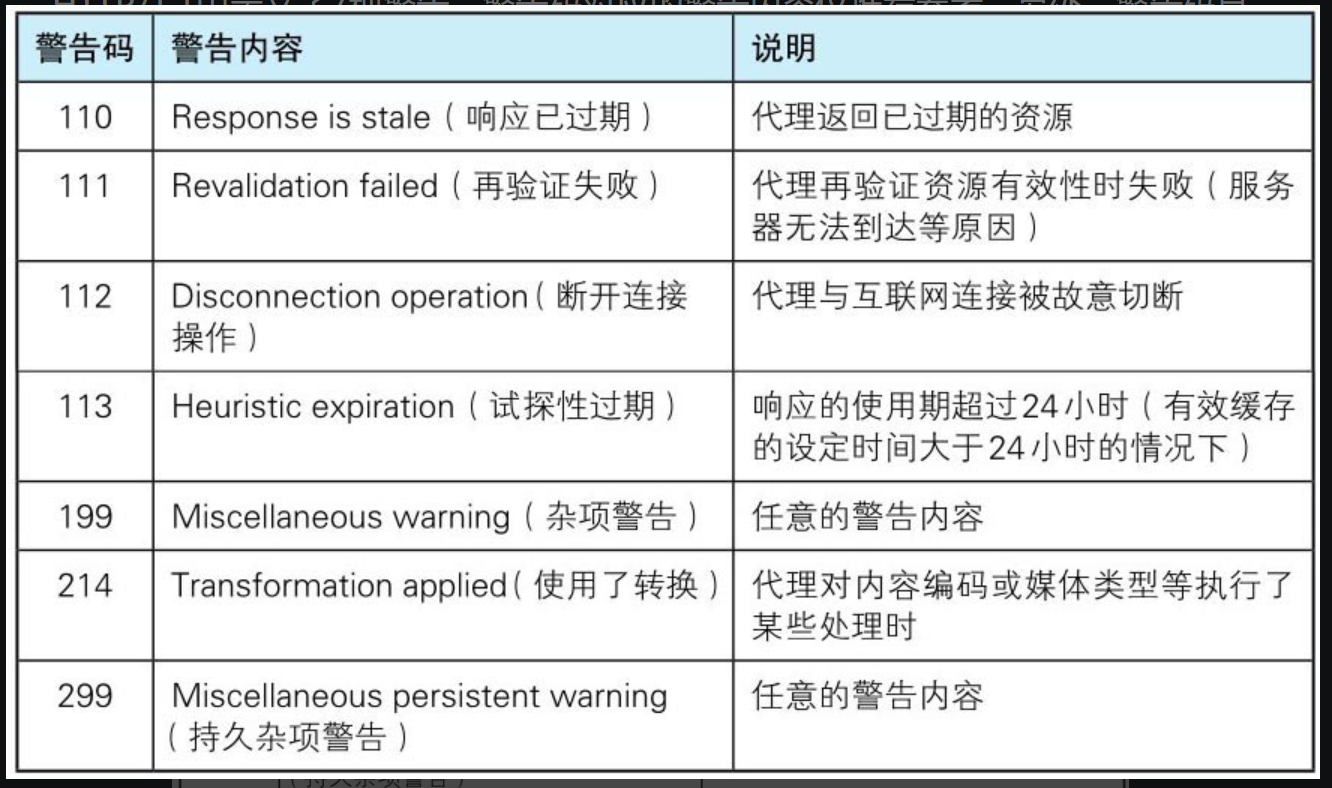 警告码 警告内容 说明
110 Response is stale（响应已过期） 代理返回已过期的资源
111 Revalidation failed（再验证失败） 代理再验证资源有效性时失败（服务
器无法到达等原因）
112 Disconnection operation（断开连接 代理与互联网连接被故意切断
操作）
113 Heuristic expiration（试探性过期） 响应的使用期超过24小时（有效缓存
的设定时间大于24小时的情况下）
199 Miscellaneous warning（杂项警告） 任意的警告内容
214 Transformation applied（使用了转换） 代理对内容编码或媒体类型等执行了
某些处理时
299 Miscellaneous persistent warning 任意的警告内容
（持久杂项警告）